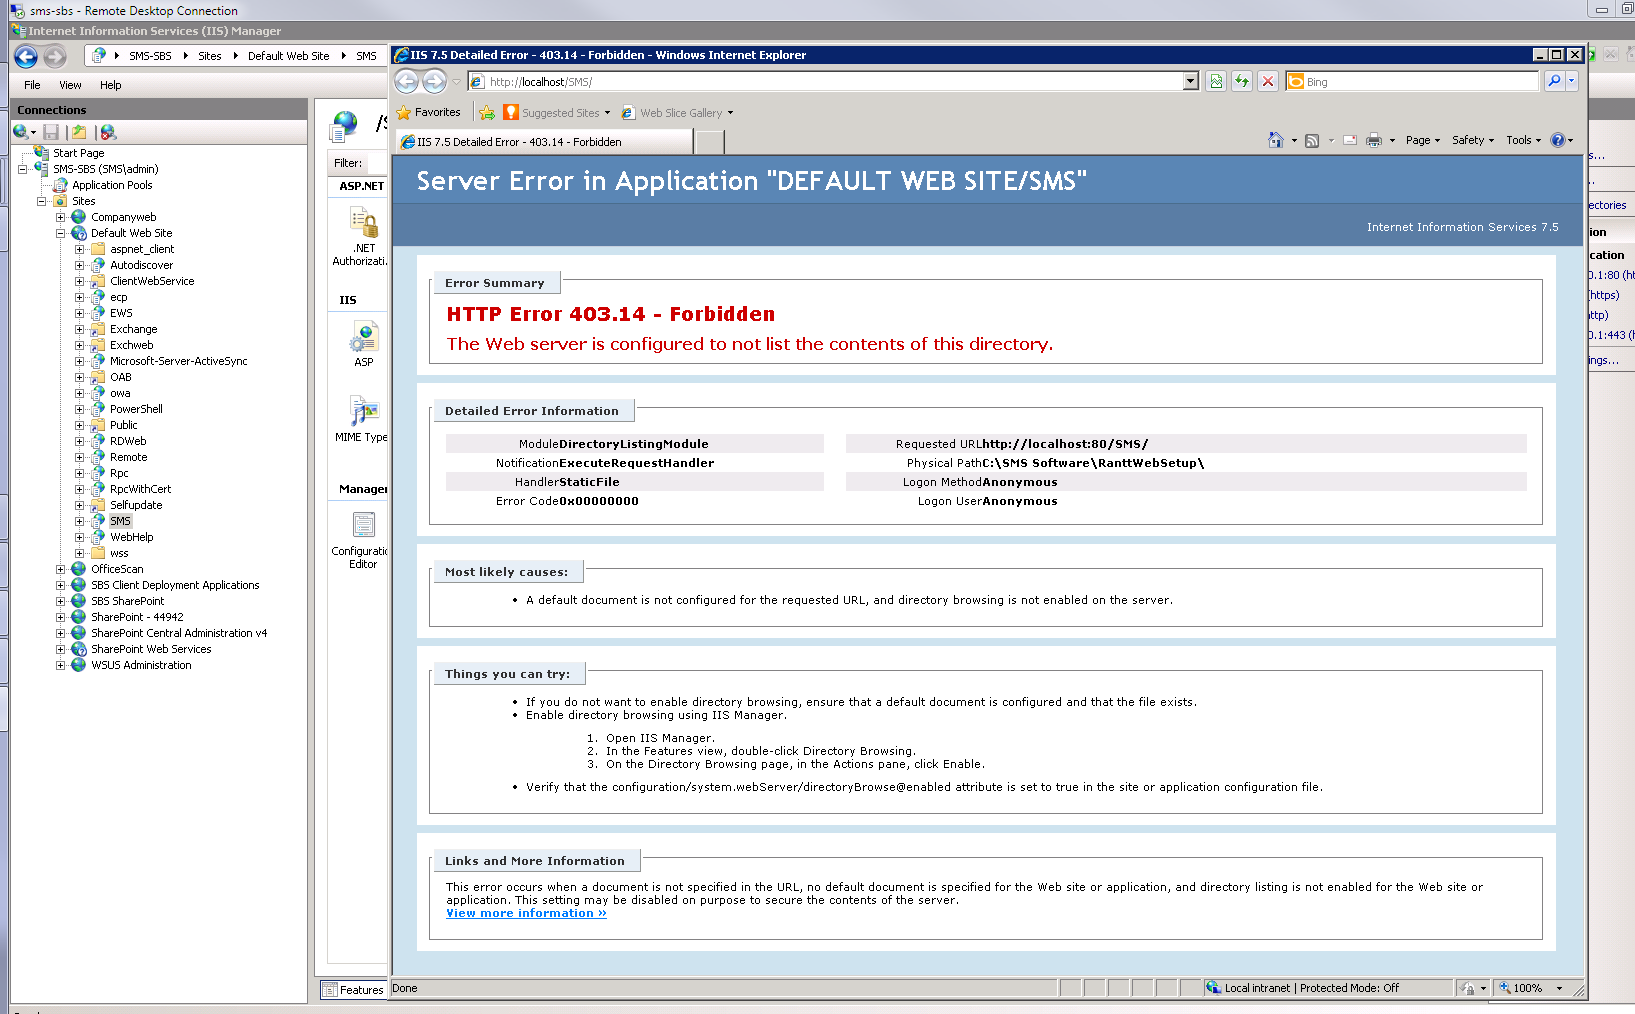 sms-sbs - Remote Desktop Connection
Internet Information Services (IIS) Manager
SMS-SBS Sites Default Web Site SMS
File View Help
Connections
Start Page
SMS-SBS (SMS\admin)
Application Pools
Sites
Companyweb
Default Web Site
aspnet_client
Autodiscover
ClientWebService
ecp
EWS
Exchange
Exchweb
Microsoft-Server-ActiveSync
OAB
owa
PowerShell
Public
RDWeb
Remote
Rpc
RpcWithCert
Selfupdate
SMS
WebHelp
wss
OfficeScan
SBS Client Deployment Applications
SBS SharePoint
SharePoint - 44942
SharePoint Central Administration v4
SharePoint Web Services
WSUS Administration
Filter:
ASP.NET
.NET
Authorizati.
IIS
ASP
MIME Type
Manager
Configuratio
Editor
Features
IIS 7.5 Detailed Error - 403.14 - Forbidden - Windows Internet Explorer
http://localhost/SMS/
Bing
Favorites Suggested Sites Web Slice Gallery
IIS 7.5 Detailed Error - 403.14 - Forbidden
Page Safety Tools
Server Error in Application "DEFAULT WEB SITE/SMS"
Internet Information Services 7.5
Error Summary
HTTP Error 403.14 - Forbidden
The Web server is configured to not list the contents of this directory.
Detailed Error Information
Module DirectoryListingModule
Notification ExecuteRequestHandler
Handler StaticFile
Error Code 0x00000000
Requested URL http://localhost:80/SMS/
Physical Path C:\SMS Software\RanttWebSetup\
Logon Method Anonymous
Logon User Anonymous
Most likely causes:
• A default document is not configured for the requested URL, and directory browsing is not enabled on the server.
Things you can try:
• If you do not want to enable directory browsing, ensure that a default document is configured and that the file exists.
• Enable directory browsing using IIS Manager.
1. Open IIS Manager.
2. In the Features view, double-click Directory Browsing.
3. On the Directory Browsing page, in the Actions pane, click Enable.
• Verify that the configuration/system.webServer/directoryBrowse@enabled attribute is set to true in the site or application configuration file.
Links and More Information
This error occurs when a document is not specified in the URL, no default document is specified for the Web site or application, and directory listing is not enabled for the Web site or
application. This setting may be disabled on purpose to secure the contents of the server.
View more information »
Done
Local intranet | Protected Mode: Off
100%
s...
ectories
ion
cation
0.1:80 (ht
(https)
ttp)
0.1:443 (h
ings...